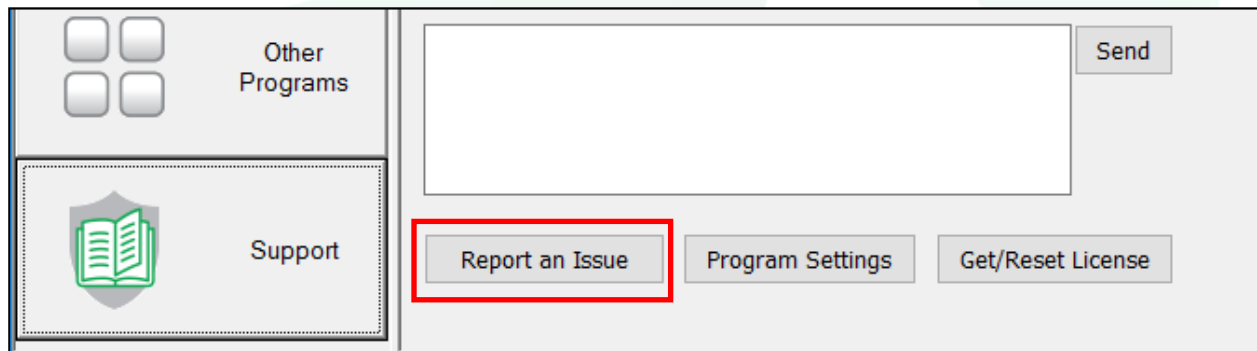 Other
Programs
Send
Support
Report an Issue
Program Settings
Get/Reset License